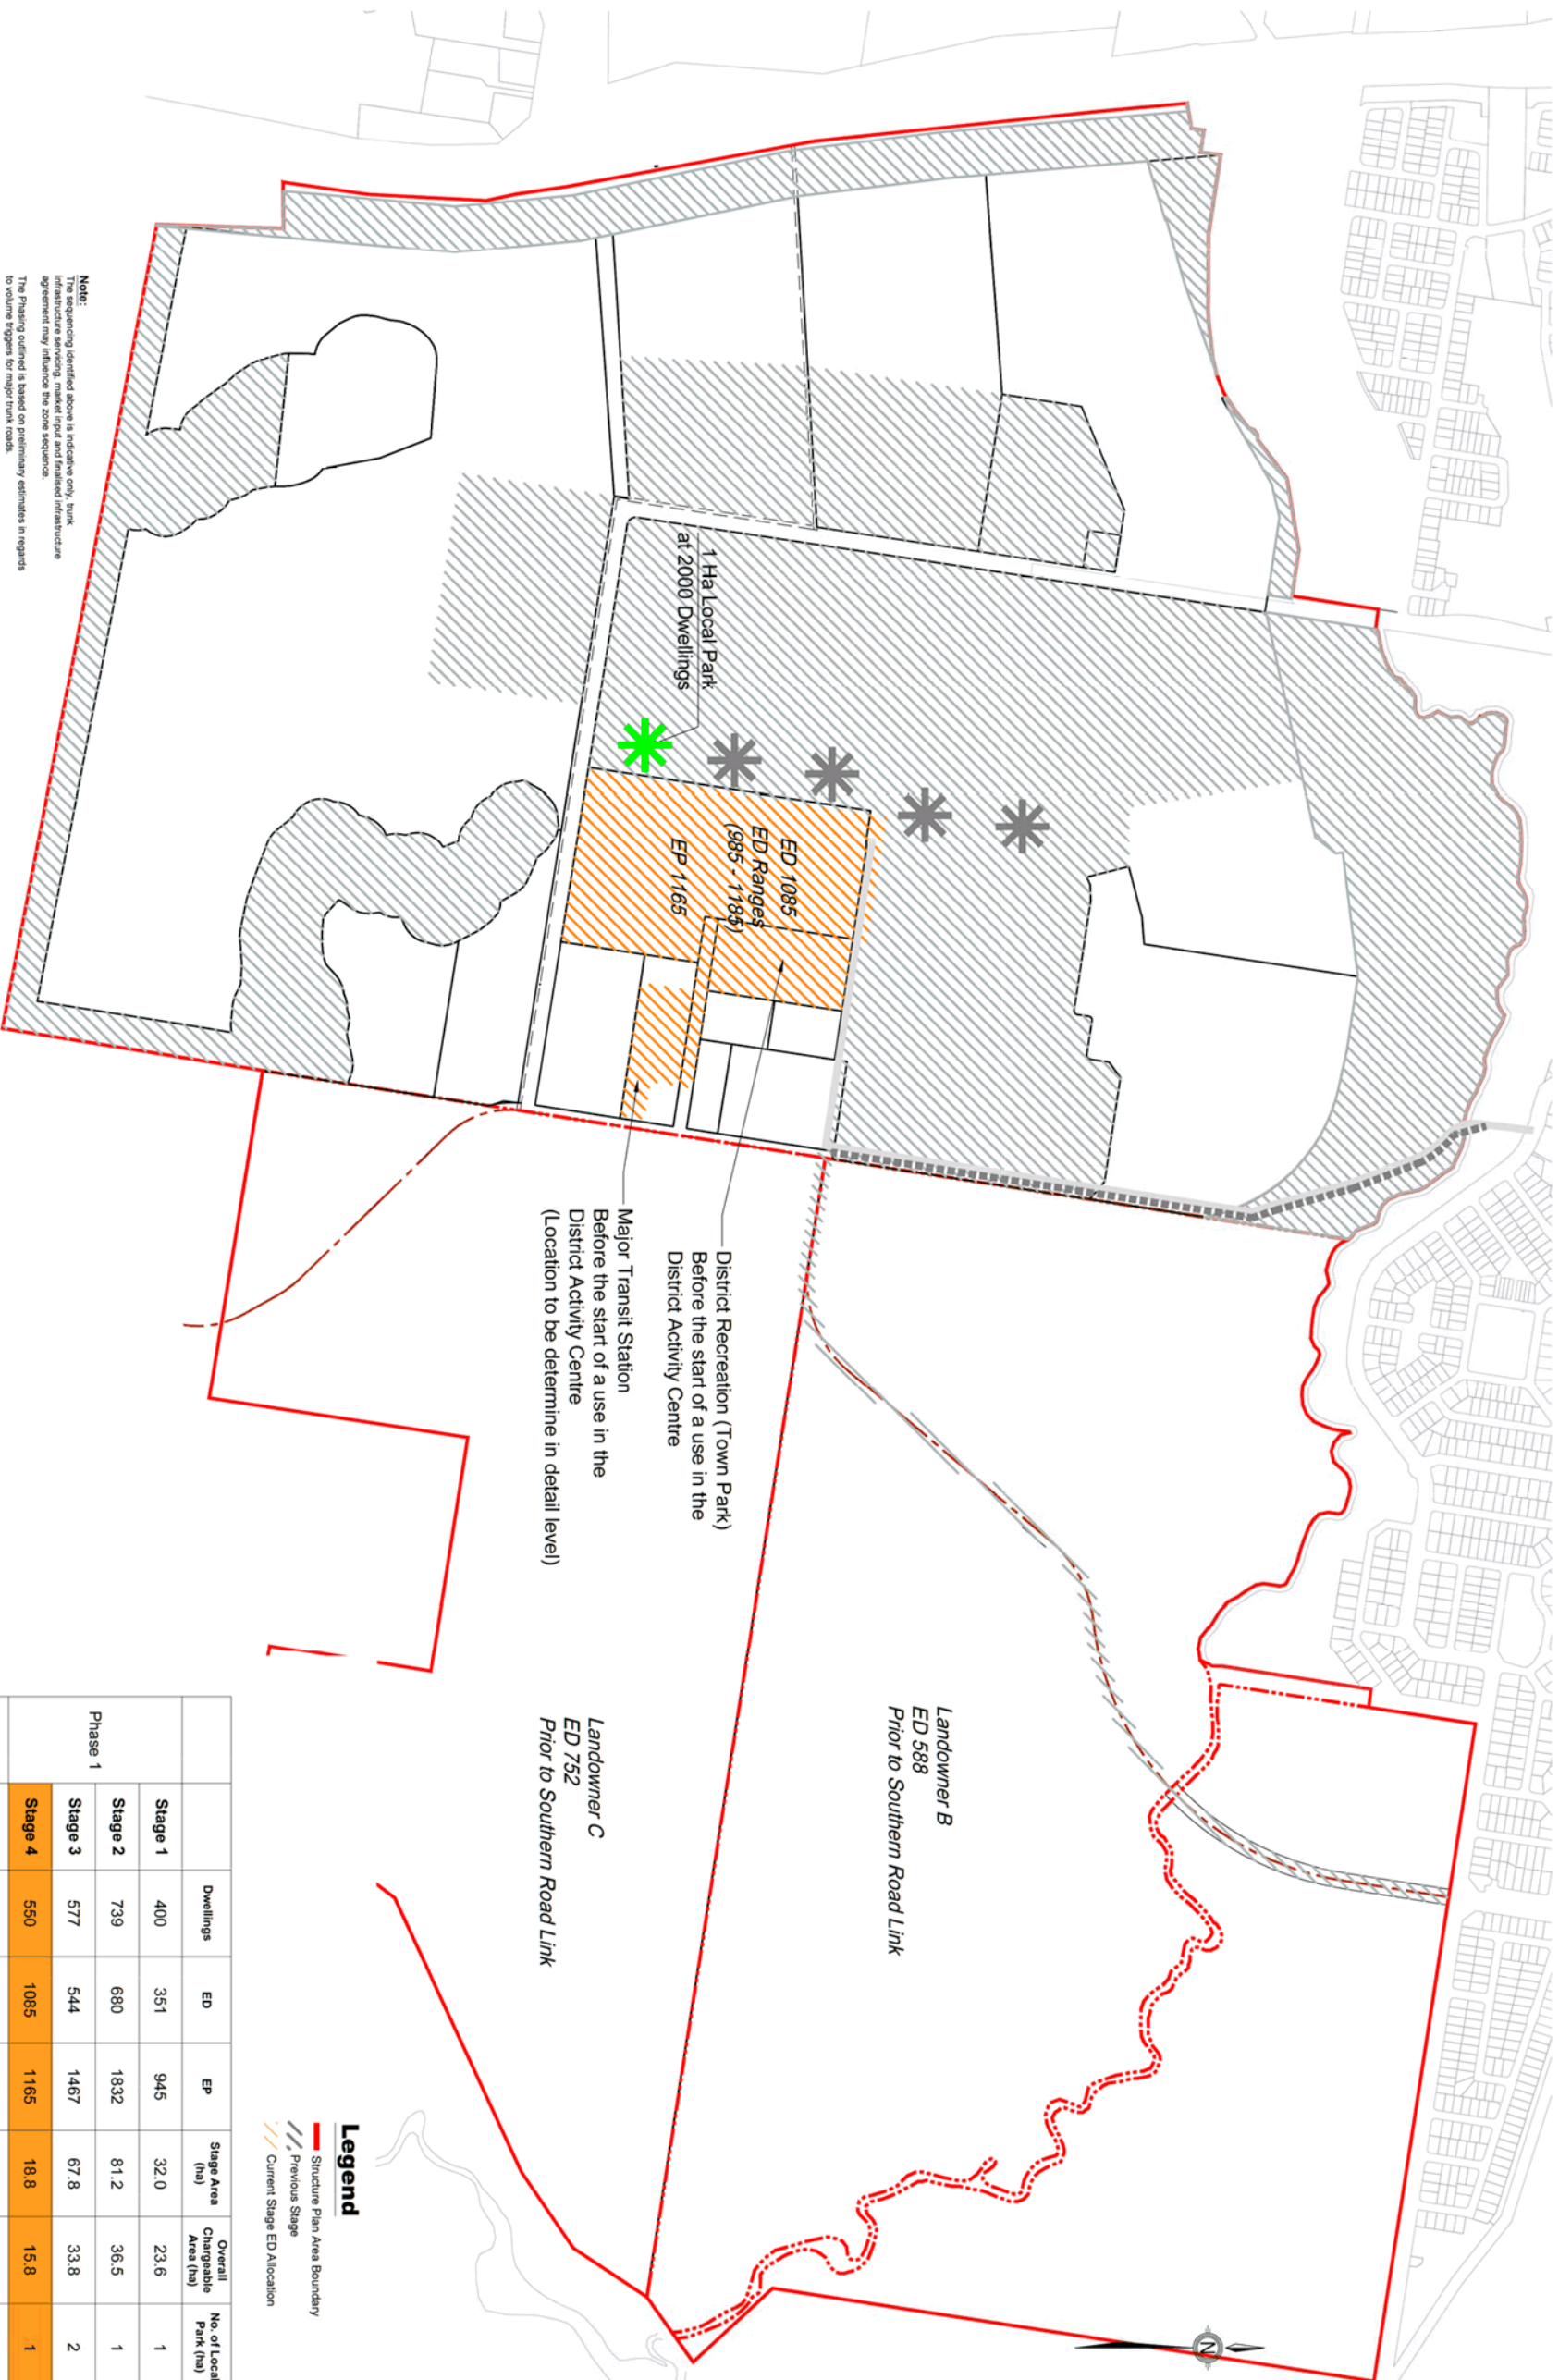 1 Ha Local Park
at 2000 Dwellings
ED 1085
ED Ranges
(985 - 1185)
EP 1165
District Recreation (Town Park)
Before the start of a use in the
District Activity Centre
Major Transit Station
Before the start of a use in the
District Activity Centre
(Location to be determine in detail level)
Landowner B
ED 588
Prior to Southern Road Link
Landowner C
ED 752
Prior to Southern Road Link
N
Note:
The sequencing identified above is indicative only, trunk
infrastructure servicing, market input and finalised infrastructure
agreement may influence the zone sequence.
The Phasing outlined is based on preliminary estimates in regards
to volume triggers for major trunk roads.
Legend
Structure Plan Area Boundary
Previous Stage
Current Stage ED Allocation
Dwellings ED EP Stage Area (ha) Overall Chargeable Area (ha) No. of Local Park (ha)
Phase 1
Stage 1 400 351 945 32.0 23.6 1
Stage 2 739 680 1832 81.2 36.5 1
Stage 3 577 544 1467 67.8 33.8 2
Stage 4 550 1085 1165 18.8 15.8 1